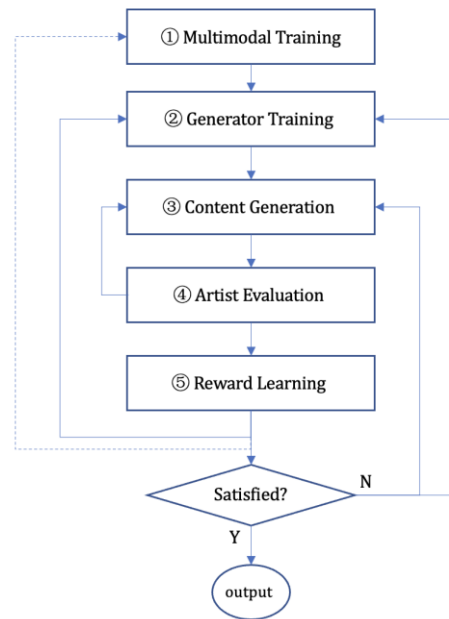 ① Multimodal Training
② Generator Training
③ Content Generation
④ Artist Evaluation
⑤ Reward Learning
Satisfied?
N
Y
output